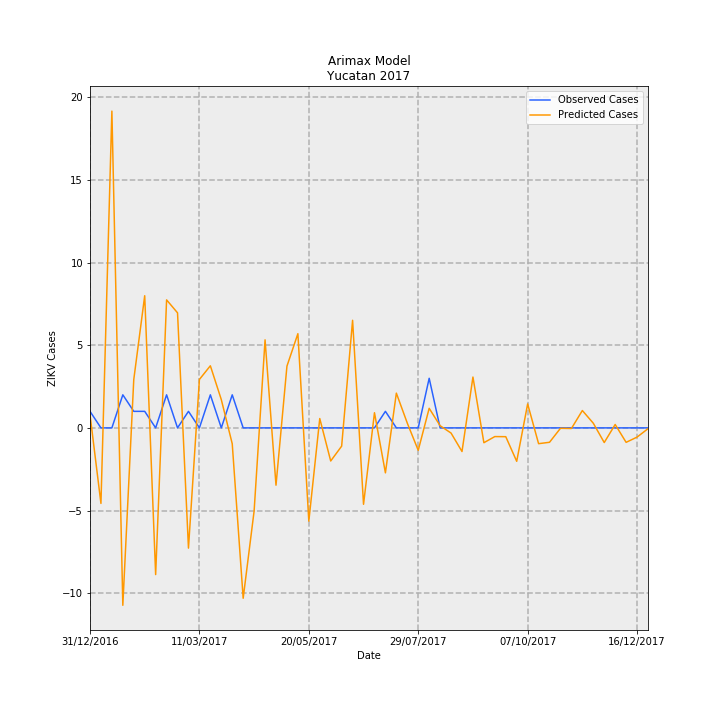 Arimax Model
Yucatan 2017
Observed Cases
Predicted Cases
20
15
10
5
0
−5
−10
ZIKV Cases
31/12/2016
11/03/2017
20/05/2017
29/07/2017
07/10/2017
16/12/2017
Date